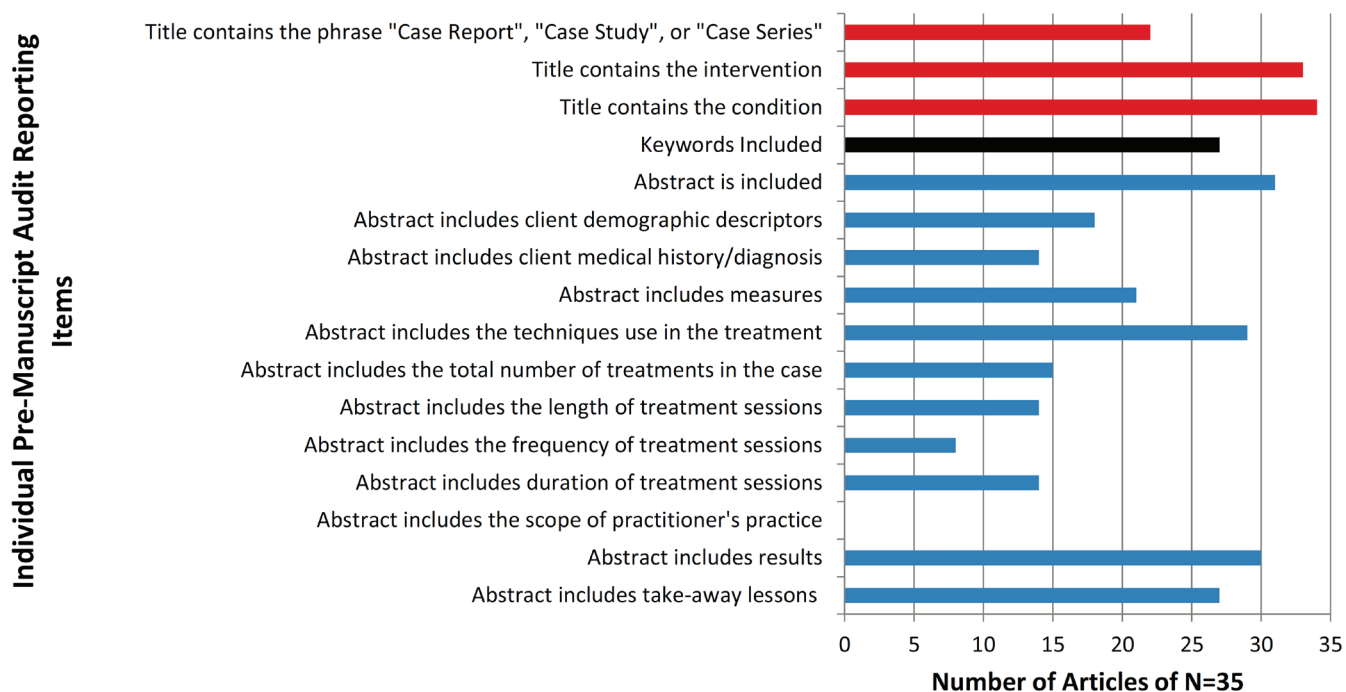 Individual Pre-Manuscript Audit Reporting
Items
Title contains the phrase "Case Report", "Case Study", or "Case Series"
Title contains the intervention
Title contains the condition
Keywords Included
Abstract is included
Abstract includes client demographic descriptors
Abstract includes client medical history/diagnosis
Abstract includes measures
Abstract includes the techniques use in the treatment
Abstract includes the total number of treatments in the case
Abstract includes the length of treatment sessions
Abstract includes the frequency of treatment sessions
Abstract includes duration of treatment sessions
Abstract includes the scope of practitioner's practice
Abstract includes results
Abstract includes take-away lessons
0 5 10 15 20 25 30 35
Number of Articles of N=35